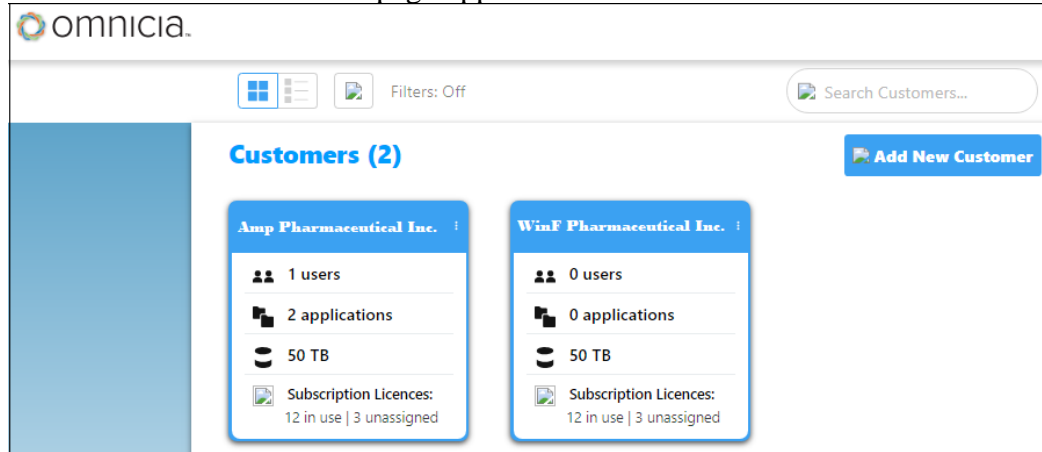 omnicia.
Filters: Off
Search Customers...
Customers (2)
Add New Customer
Amp Pharmaceutical Inc.
1 users
2 applications
50 TB
Subscription Licences:
12 in use | 3 unassigned
WinF Pharmaceutical Inc.
0 users
0 applications
50 TB
Subscription Licences:
12 in use | 3 unassigned